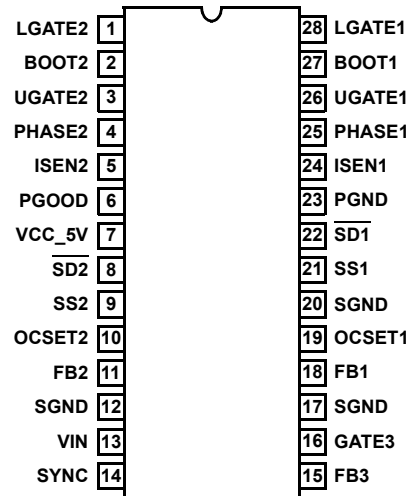 LGATE2 1 28 LGATE1
BOOT2 2 27 BOOT1
UGATE2 3 26 UGATE1
PHASE2 4 25 PHASE1
ISEN2 5 24 ISEN1
PGOOD 6 23 PGND
VCC_5V 7 22 SD1
SD2 8 21 SS1
SS2 9 20 SGND
OCSET2 10 19 OCSET1
FB2 11 18 FB1
SGND 12 17 SGND
VIN 13 16 GATE3
SYNC 14 15 FB3